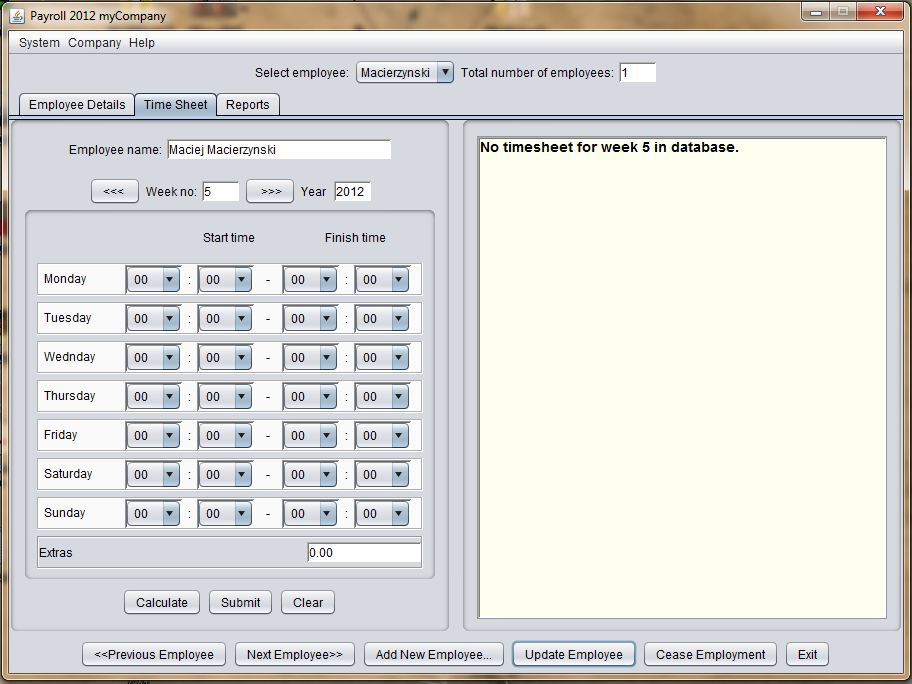 Payroll 2012 myCompany
System Company Help
Select employee: Macierzynski Total number of employees: 1
Employee Details Time Sheet Reports
Employee name: Maciej Macierzynski
<<< Week no: 5 >>> Year 2012
Start time Finish time
Monday 00 : 00 - 00 : 00
Tuesday 00 : 00 - 00 : 00
Wednday 00 : 00 - 00 : 00
Thursday 00 : 00 - 00 : 00
Friday 00 : 00 - 00 : 00
Saturday 00 : 00 - 00 : 00
Sunday 00 : 00 - 00 : 00
Extras 0.00
Calculate Submit Clear
No timesheet for week 5 in database.
<<Previous Employee Next Employee>> Add New Employee... Update Employee Cease Employment Exit